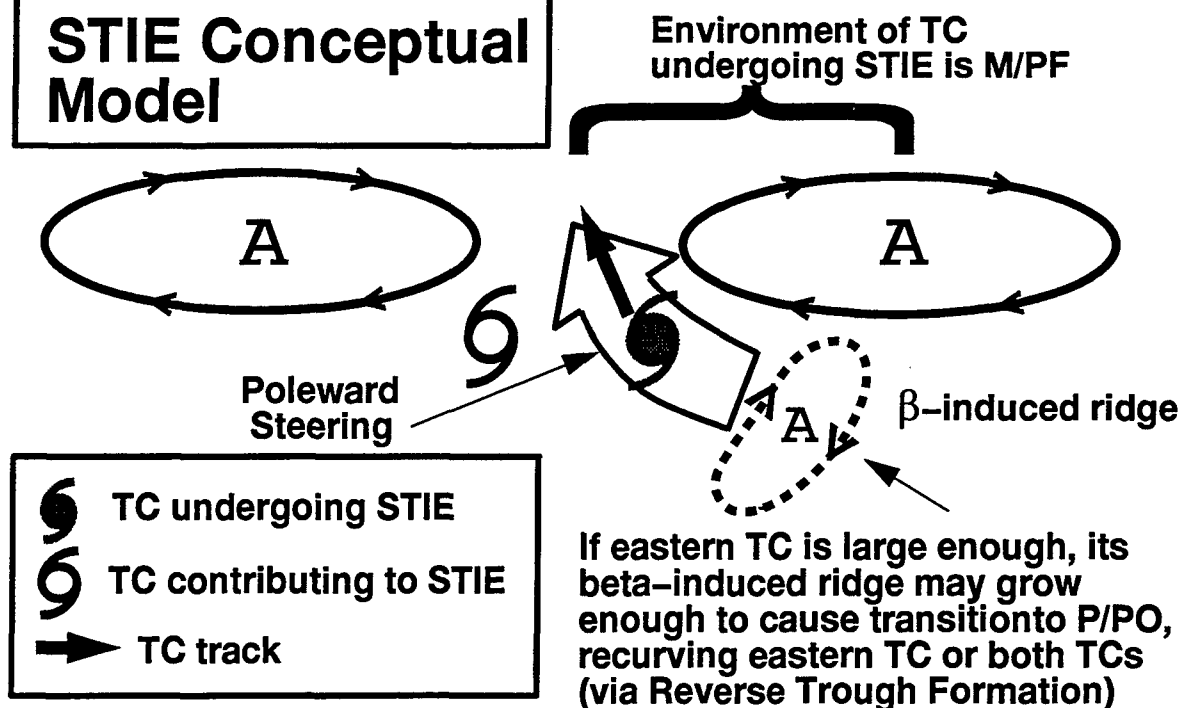 STIE Conceptual
Model
Environment of TC
undergoing STIE is M/PF
A
A
Poleward
Steering
A
β–induced ridge
TC undergoing STIE
TC contributing to STIE
TC track
If eastern TC is large enough, its
beta–induced ridge may grow
enough to cause transitionto P/PO,
recurving eastern TC or both TCs
(via Reverse Trough Formation)